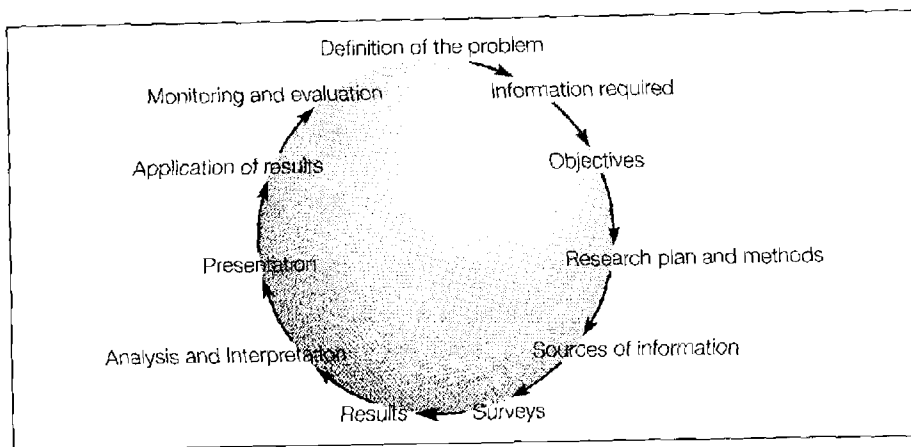 Definition of the problem
Information required
Objectives
Research plan and methods
Sources of information
Surveys
Results
Analysis and Interpretation
Presentation
Application of results
Monitoring and evaluation